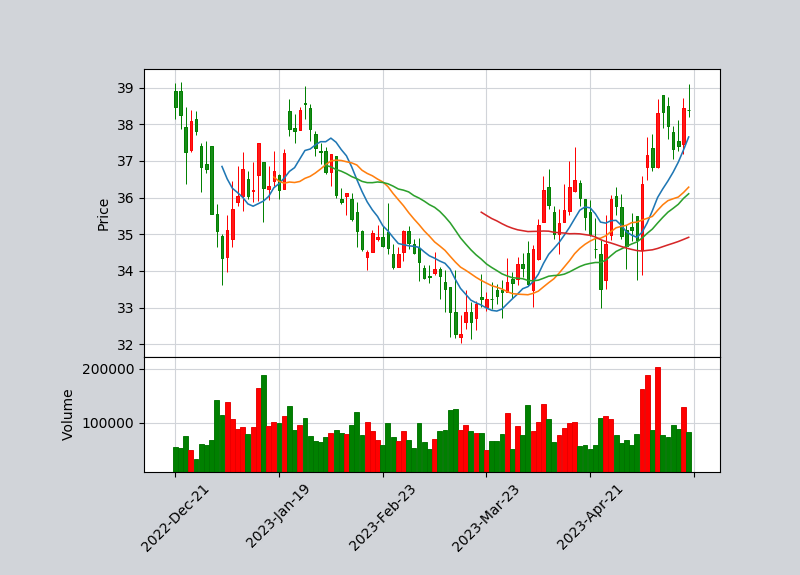 39
38
37
36
35
34
33
32
Price
200000
100000
Volume
2022-Dec-21
2023-Jan-19
2023-Feb-23
2023-Mar-23
2023-Apr-21